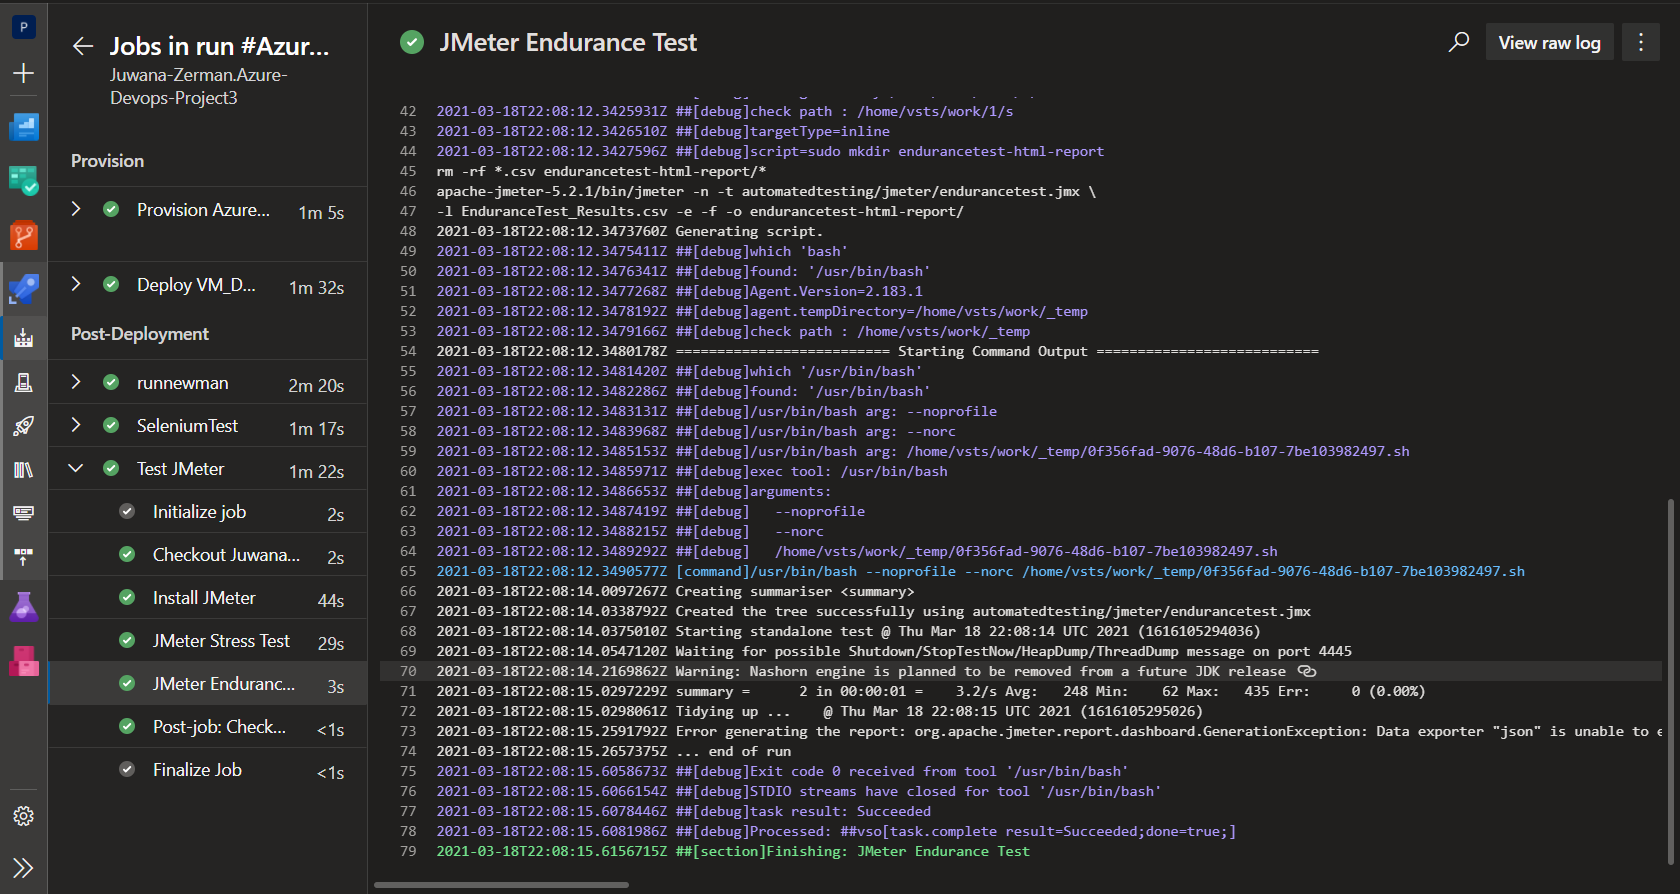 P
Jobs in run #Azur...
Juwana-Zerman.Azure-
Devops-Project3
Provision
Provision Azure... 1m 5s
Deploy VM_D... 1m 32s
Post-Deployment
runnewman 2m 20s
SeleniumTest 1m 17s
Test JMeter 1m 22s
Initialize job 2s
Checkout Juwana... 2s
Install JMeter 44s
JMeter Stress Test 29s
JMeter Enduranc... 3s
Post-job: Check... <1s
Finalize Job <1s
JMeter Endurance Test
View raw log
42 2021-03-18T22:08:12.3425931Z ##[debug]check path : /home/vsts/work/1/s
43 2021-03-18T22:08:12.3426510Z ##[debug]targetType=inline
44 2021-03-18T22:08:12.3427596Z ##[debug]script=sudo mkdir endurancetest-html-report
45 rm -rf *.csv endurancetest-html-report/*
46 apache-jmeter-5.2.1/bin/jmeter -n -t automatedtesting/jmeter/endurancetest.jmx \
47 -l EnduranceTest_Results.csv -e -f -o endurancetest-html-report/
48 2021-03-18T22:08:12.3473760Z Generating script.
49 2021-03-18T22:08:12.3475411Z ##[debug]which 'bash'
50 2021-03-18T22:08:12.3476341Z ##[debug]found: '/usr/bin/bash'
51 2021-03-18T22:08:12.3477268Z ##[debug]Agent.Version=2.183.1
52 2021-03-18T22:08:12.3478192Z ##[debug]agent.tempDirectory=/home/vsts/work/_temp
53 2021-03-18T22:08:12.3479166Z ##[debug]check path : /home/vsts/work/_temp
54 2021-03-18T22:08:12.3480178Z ========================== Starting Command Output ===========================
55 2021-03-18T22:08:12.3481420Z ##[debug]which '/usr/bin/bash'
56 2021-03-18T22:08:12.3482286Z ##[debug]found: '/usr/bin/bash'
57 2021-03-18T22:08:12.3483131Z ##[debug]/usr/bin/bash arg: --noprofile
58 2021-03-18T22:08:12.3483968Z ##[debug]/usr/bin/bash arg: --norc
59 2021-03-18T22:08:12.3485153Z ##[debug]/usr/bin/bash arg: /home/vsts/work/_temp/0f356fad-9076-48d6-b107-7be103982497.sh
60 2021-03-18T22:08:12.3485971Z ##[debug]exec tool: /usr/bin/bash
61 2021-03-18T22:08:12.3486653Z ##[debug]arguments:
62 2021-03-18T22:08:12.3487419Z ##[debug]   --noprofile
63 2021-03-18T22:08:12.3488215Z ##[debug]   --norc
64 2021-03-18T22:08:12.3489292Z ##[debug]   /home/vsts/work/_temp/0f356fad-9076-48d6-b107-7be103982497.sh
65 2021-03-18T22:08:12.3490577Z [command]/usr/bin/bash --noprofile --norc /home/vsts/work/_temp/0f356fad-9076-48d6-b107-7be103982497.sh
66 2021-03-18T22:08:14.0097267Z Creating summariser <summary>
67 2021-03-18T22:08:14.0338792Z Created the tree successfully using automatedtesting/jmeter/endurancetest.jmx
68 2021-03-18T22:08:14.0375010Z Starting standalone test @ Thu Mar 18 22:08:14 UTC 2021 (1616105294036)
69 2021-03-18T22:08:14.0547120Z Waiting for possible Shutdown/StopTestNow/HeapDump/ThreadDump message on port 4445
70 2021-03-18T22:08:14.2169862Z Warning: Nashorn engine is planned to be removed from a future JDK release
71 2021-03-18T22:08:15.0297229Z summary =      2 in 00:00:01 =    3.2/s Avg:   248 Min:    62 Max:   435 Err:     0 (0.00%)
72 2021-03-18T22:08:15.0298061Z Tidying up ...    @ Thu Mar 18 22:08:15 UTC 2021 (1616105295026)
73 2021-03-18T22:08:15.2591792Z Error generating the report: org.apache.jmeter.report.dashboard.GenerationException: Data exporter "json" is unable to e
74 2021-03-18T22:08:15.2657375Z ... end of run
75 2021-03-18T22:08:15.6058673Z ##[debug]Exit code 0 received from tool '/usr/bin/bash'
76 2021-03-18T22:08:15.6066154Z ##[debug]STDIO streams have closed for tool '/usr/bin/bash'
77 2021-03-18T22:08:15.6078446Z ##[debug]task result: Succeeded
78 2021-03-18T22:08:15.6081986Z ##[debug]Processed: ##vso[task.complete result=Succeeded;done=true;]
79 2021-03-18T22:08:15.6156715Z ##[section]Finishing: JMeter Endurance Test